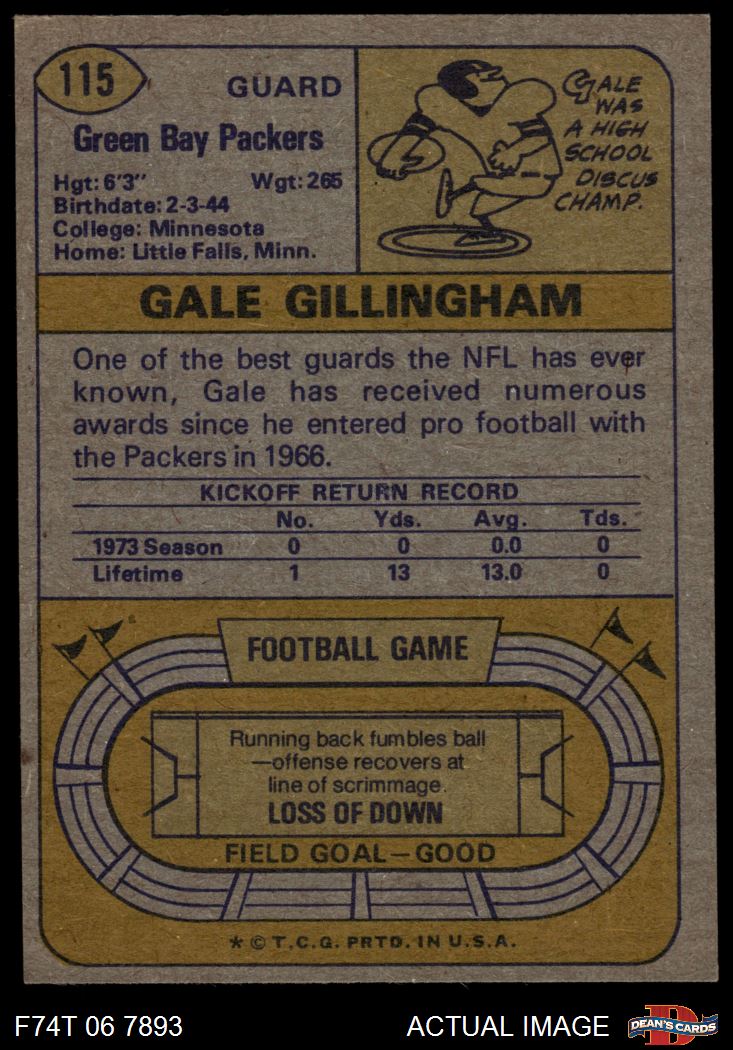 115
GUARD
Green Bay Packers
Hgt: 6'3" Wgt: 265
Birthdate: 2-3-44
College: Minnesota
Home: Little Falls, Minn.
GALE
WAS
A HIGH
SCHOOL
DISCUS
CHAMP.
GALE GILLINGHAM
One of the best guards the NFL has ever
known, Gale has received numerous
awards since he entered pro football with
the Packers in 1966.
KICKOFF RETURN RECORD
No. Yds. Avg. Tds.
1973 Season 0 0 0.0 0
Lifetime 1 13 13.0 0
FOOTBALL GAME
Running back fumbles ball
—offense recovers at
line of scrimmage.
LOSS OF DOWN
FIELD GOAL—GOOD
* © T.C.G. PRTD. IN U.S.A.
F74T 06 7893 ACTUAL IMAGE
D
DEAN'S CARDS